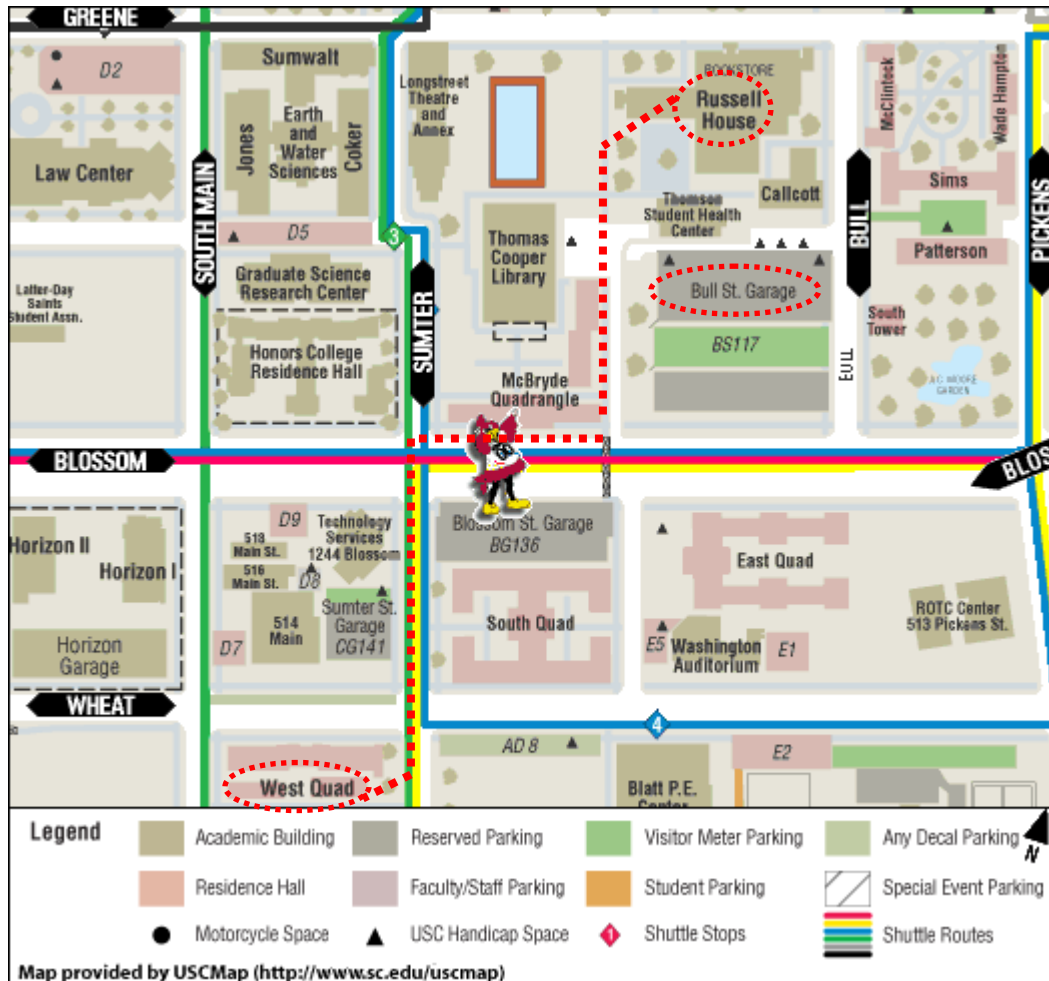 GREENE
D2
Law Center
SOUTH MAIN
Sumwalt
Jones
Earth
and
Water
Sciences
Coker
D5
3
Graduate Science
Research Center
Honors College
Residence Hall
Latter-Day
Saints
Student Assn.
SUMTER
Longstreet
Theatre
and
Annex
Thomas
Cooper
Library
McBryde
Quadrangle
BOOKSTORE
Russell
House
Callcott
Thomson
Student Health
Center
Bull St. Garage
BS117
BULL
McClintock
Wade Hampton
Sims
Patterson
South
Tower
A.C. MOORE
GARDEN
PICKENS
BLOSSOM
BLOS
Horizon II
Horizon I
Horizon
Garage
WHEAT
D9
518
Main St.
516
Main St.
D8
Technology
Services
1244 Blossom
514
Main
D7
Sumter St.
Garage
CG141
Blossom St. Garage
BG136
South Quad
East Quad
E5
Washington
Auditorium
E1
ROTC Center
513 Pickens St.
4
West Quad
AD 8
Blatt P.E.
Center
E2
N
Legend
Academic Building
Reserved Parking
Visitor Meter Parking
Any Decal Parking
Residence Hall
Faculty/Staff Parking
Student Parking
Special Event Parking
Motorcycle Space
USC Handicap Space
1
Shuttle Stops
Shuttle Routes
Map provided by USCMap (http://www.sc.edu/uscmap)